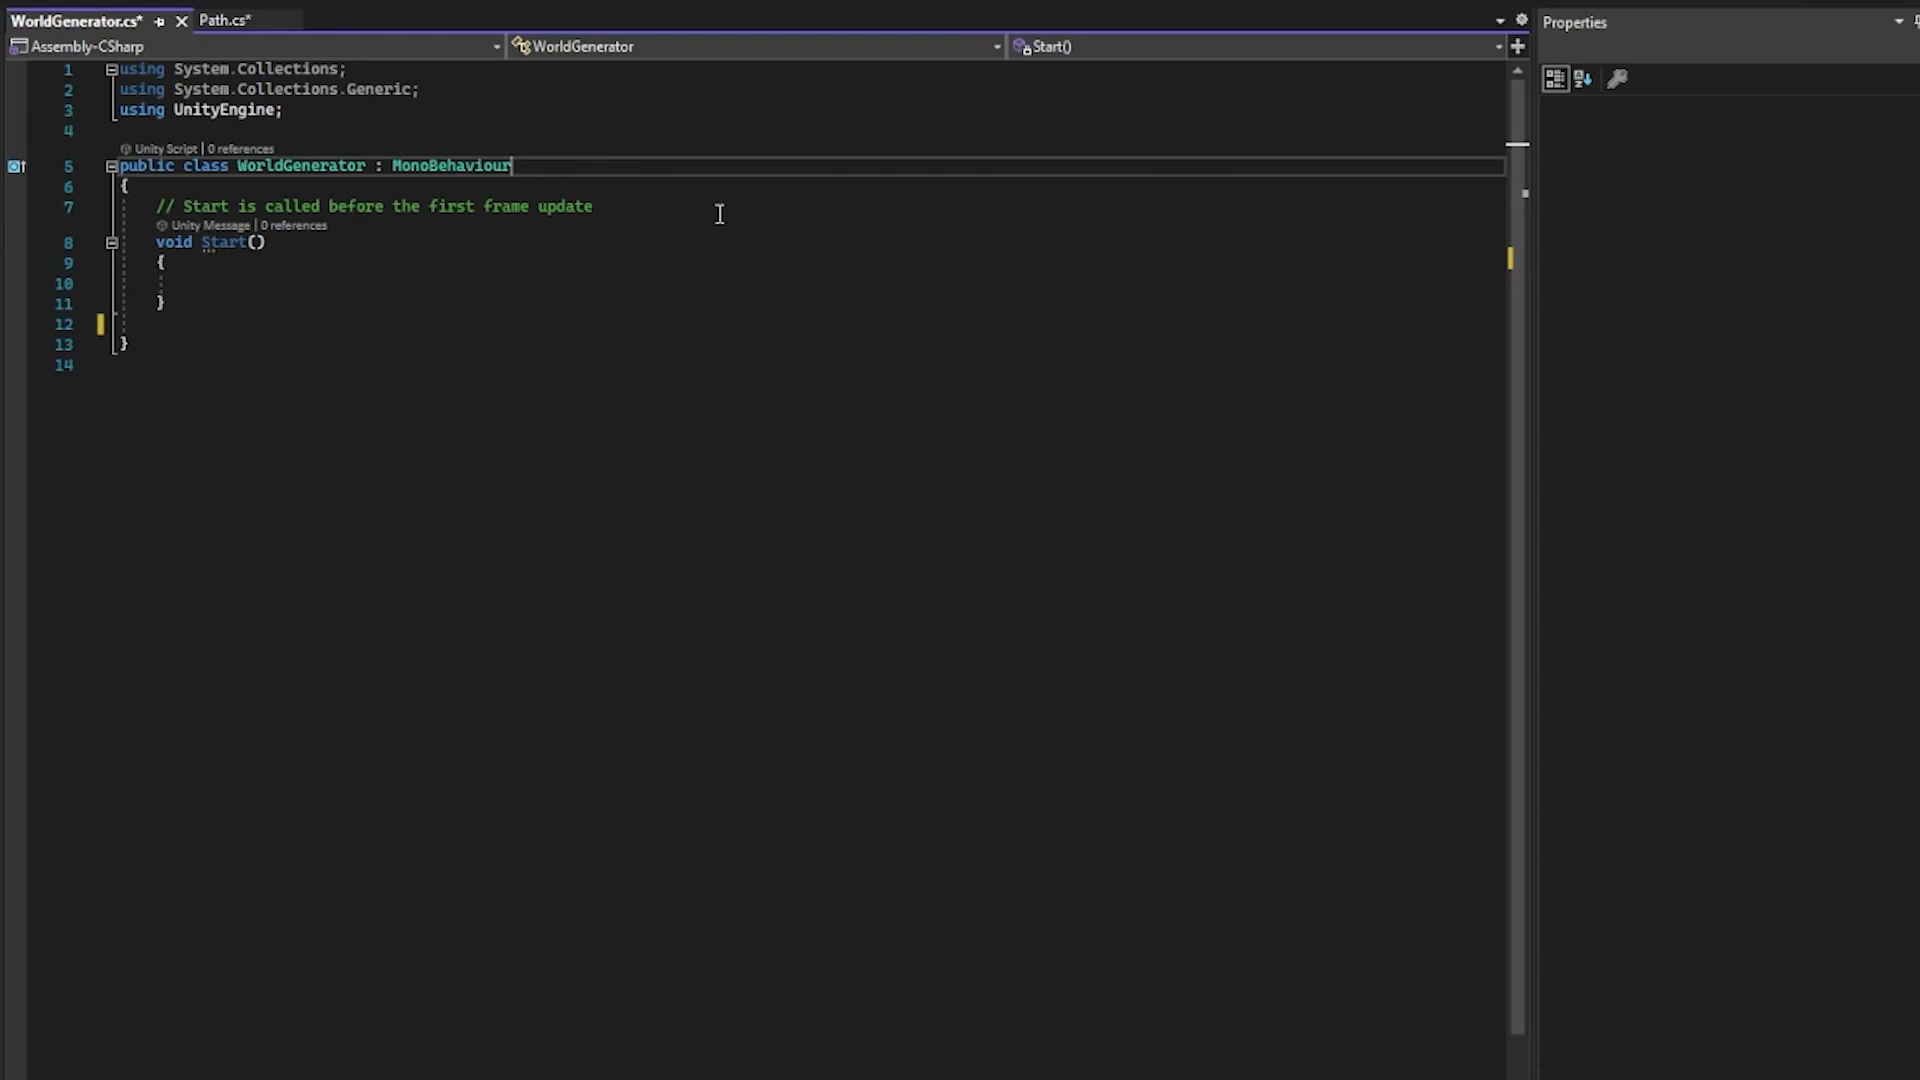 WorldGenerator.cs* Path.cs* Properties
Assembly-CSharp WorldGenerator Start()
1 using System.Collections;
2 using System.Collections.Generic;
3 using UnityEngine;
4
Unity Script | 0 references
5 public class WorldGenerator : MonoBehaviour
6 {
7 // Start is called before the first frame update
Unity Message | 0 references
8 void Start()
9 {
10
11 }
12
13 }
14